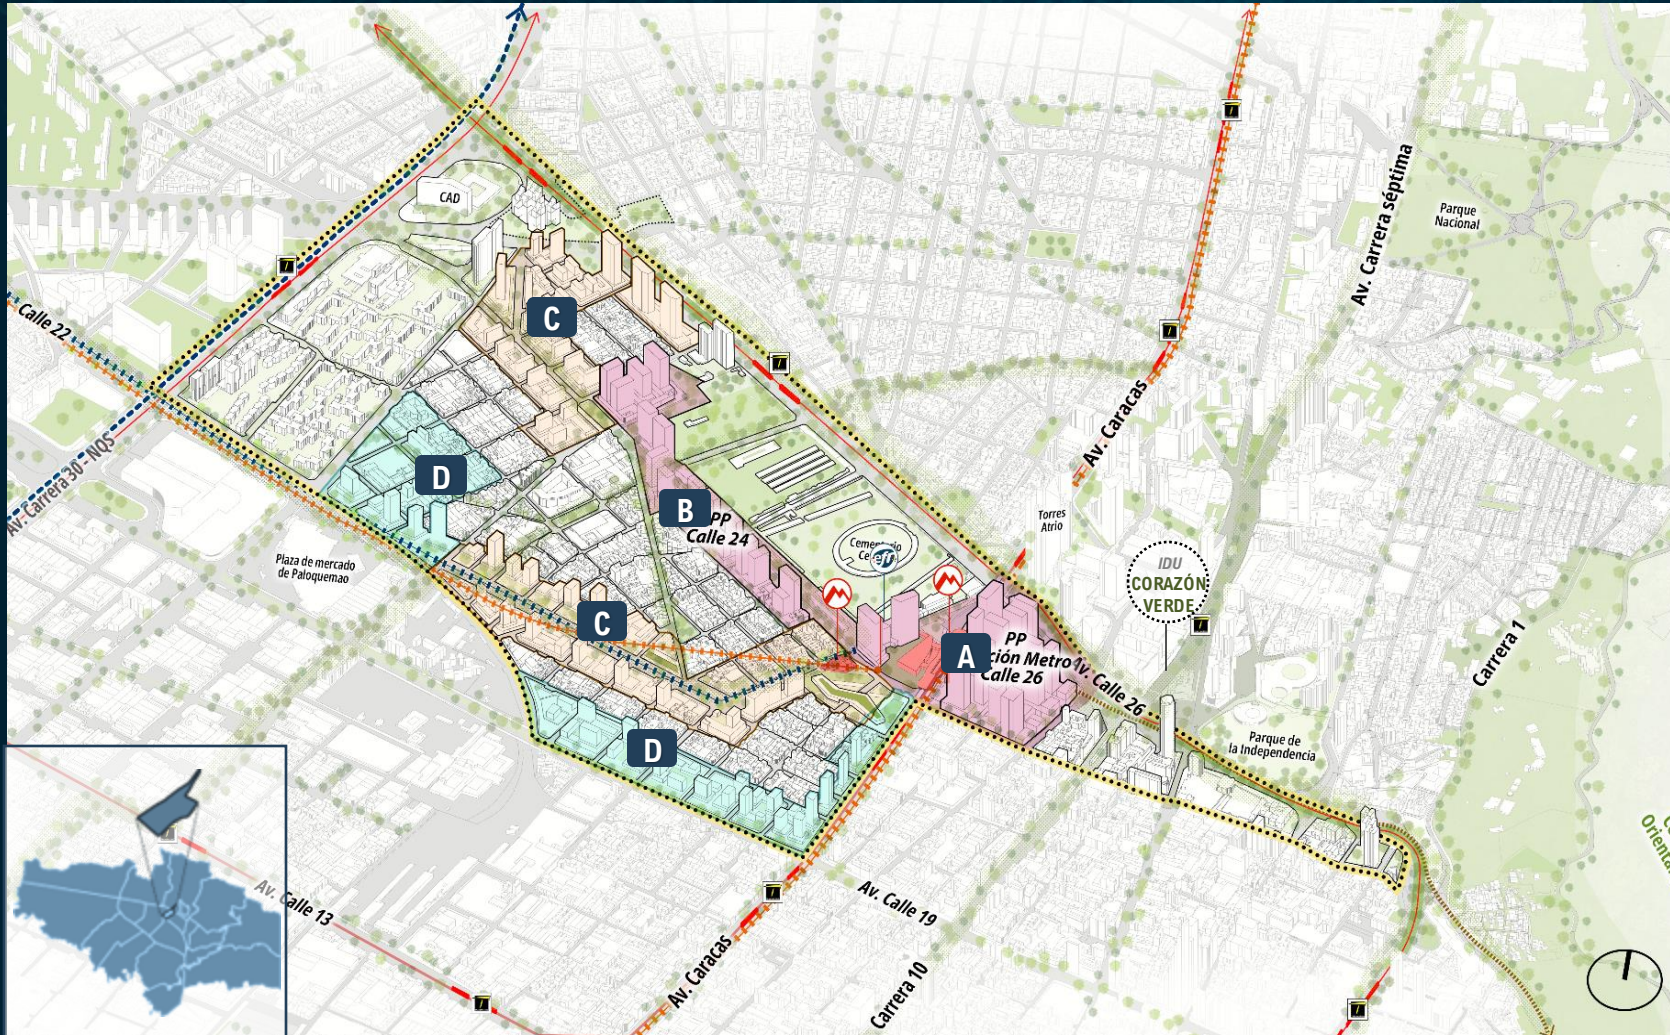 CAD
Calle 22
Av. Carrera 30 - NQS
C
D
B
PP
Calle 24
Plaza de mercado
de Paloquemao
C
D
A
PP
ción Metro
Calle 26
Av. Calle 26
Torres
Atrio
IDU
CORAZÓN
VERDE
Av. Caracas
Av. Carrera séptima
Parque
Nacional
Carrera 1
Parque de
la Independencia
Av. Calle 13
Av. Calle 19
Av. Caracas
Carrera 10